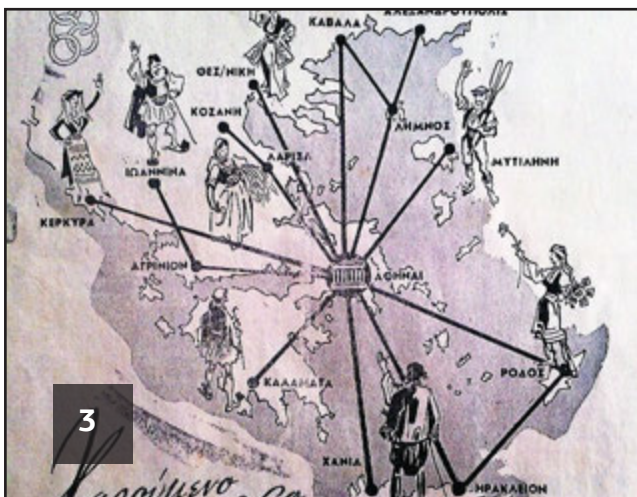 ΚΑΒΑΛΑ
ΑΛΕΞΑΝΔΡΟΥΠΟΛΙΣ
ΘΕΣ/ΝΙΚΗ
ΚΟΖΑΝΗ
ΛΗΜΝΟΣ
ΛΑΡΙΣΑ
ΜΥΤΙΛΗΝΗ
ΙΩΑΝΝΙΝΑ
ΚΕΡΚΥΡΑ
ΑΓΡΙΝΙΟΝ
ΑΘΗΝΑΙ
ΡΟΔΟΣ
ΚΑΛΑΜΑΤΑ
3
ΧΑΝΙΑ
ΗΡΑΚΛΕΙΟΝ